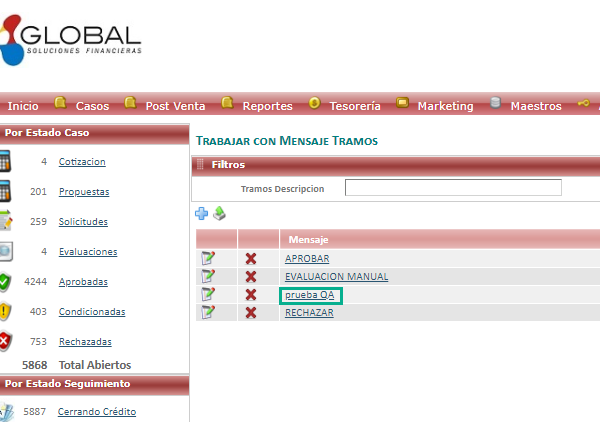 GLOBAL
SOLUCIONES FINANCIERAS
Inicio Casos Post Venta Reportes Tesorería Marketing Maestros
Por Estado Caso
4 Cotizacion
201 Propuestas
259 Solicitudes
4 Evaluaciones
4244 Aprobadas
403 Condicionadas
753 Rechazadas
5868 Total Abiertos
Por Estado Seguimiento
5887 Cerrando Crédito
TRABAJAR CON MENSAJE TRAMOS
Filtros
Tramos Descripcion
Mensaje
APROBAR
EVALUACION MANUAL
prueba QA
RECHAZAR